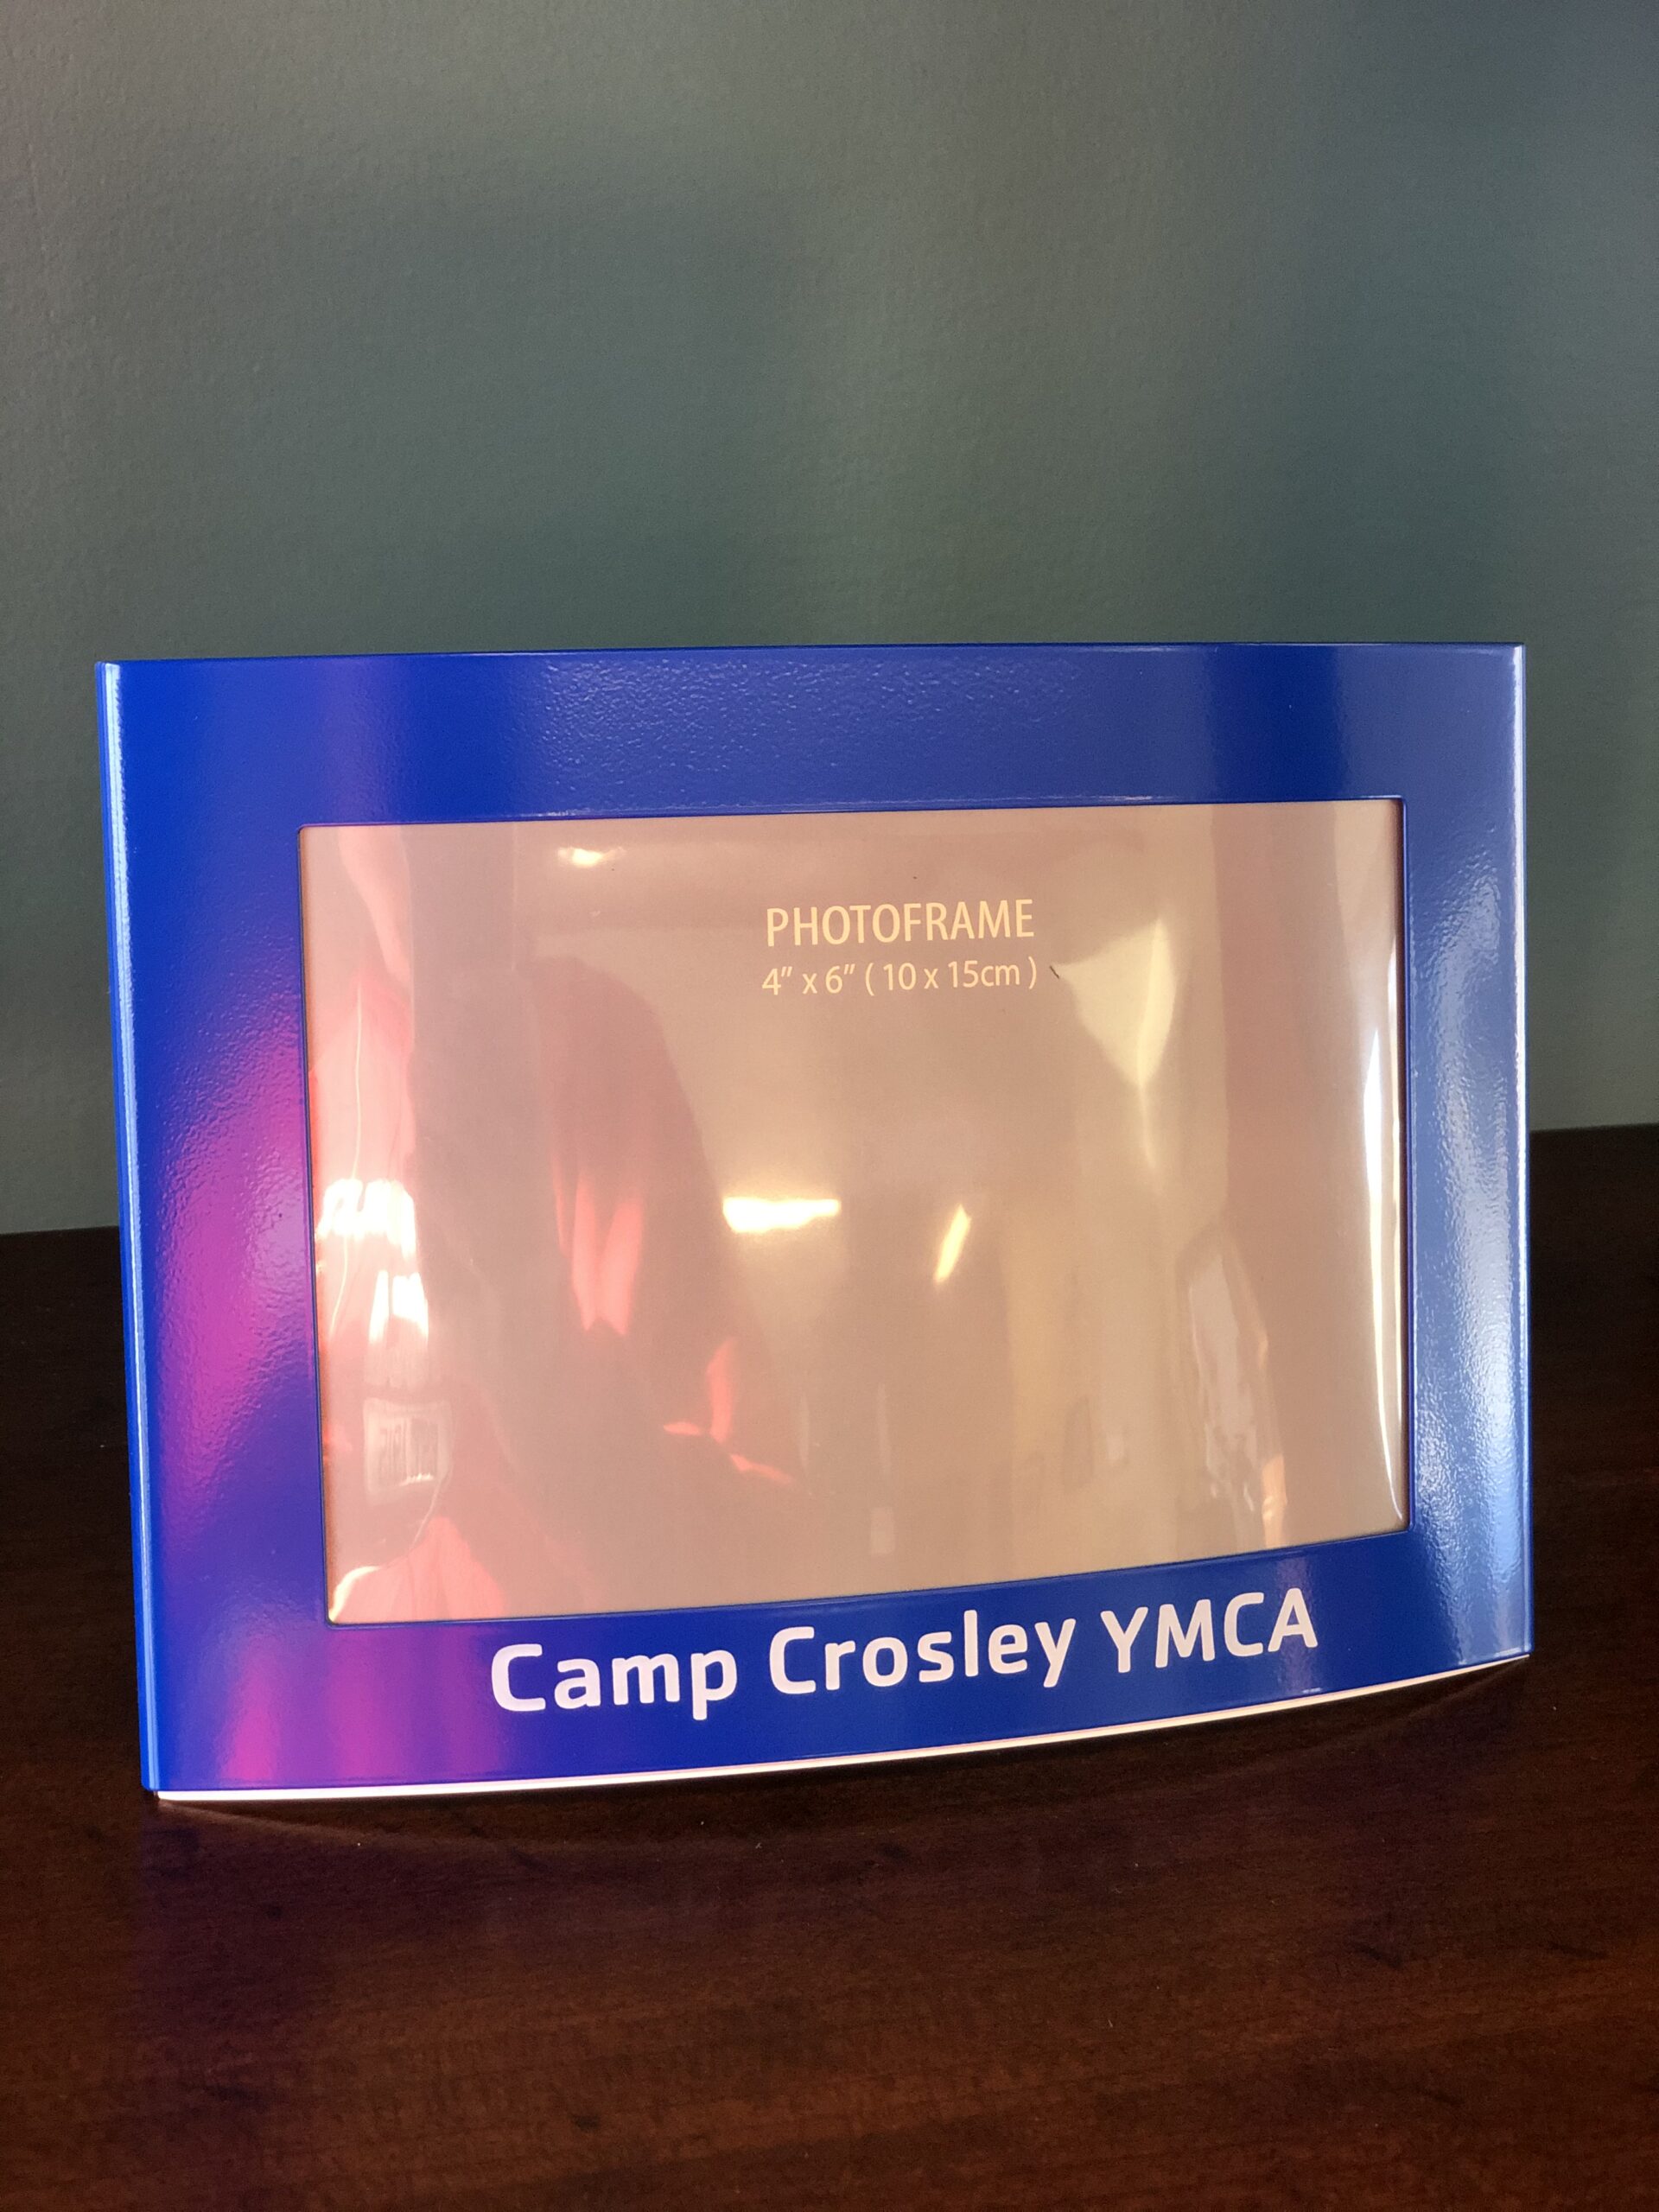 PHOTOFRAME
4” x 6” ( 10 x 15cm )
Camp Crosley YMCA